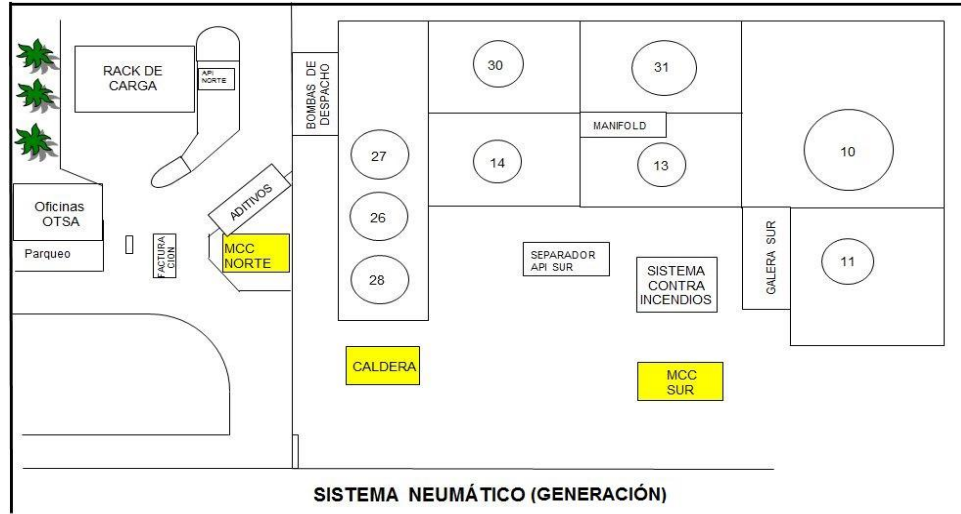 RACK DE
CARGA
API
NORTE
BOMBAS DE
DESPACHO
30
31
MANIFOLD
10
27
14
13
26
28
Oficinas
OTSA
Parqueo
ADITIVOS
FACTURA
CION
MCC
NORTE
SEPARADOR
API SUR
SISTEMA
CONTRA
INCENDIOS
GALERA SUR
11
CALDERA
MCC
SUR
SISTEMA NEUMÁTICO (GENERACIÓN)